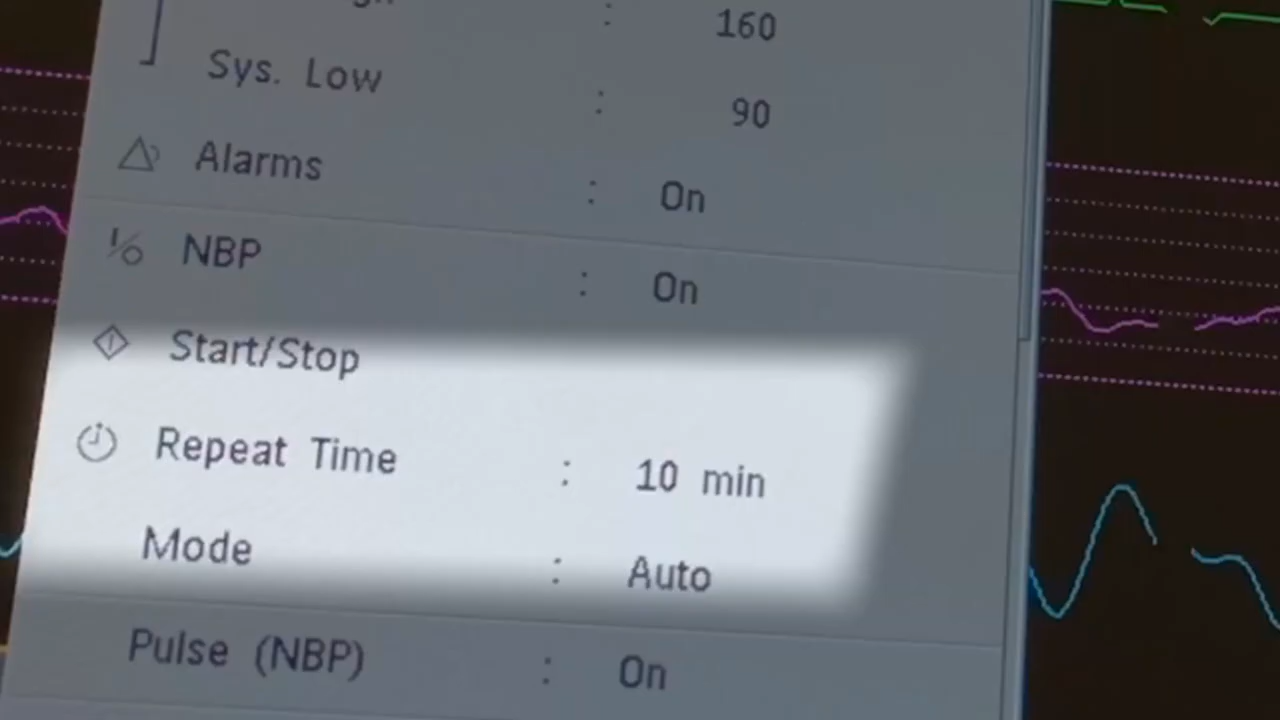 : 160
Sys. Low : 90
Alarms : On
NBP : On
Start/Stop
Repeat Time : 10 min
Mode : Auto
Pulse (NBP) : On